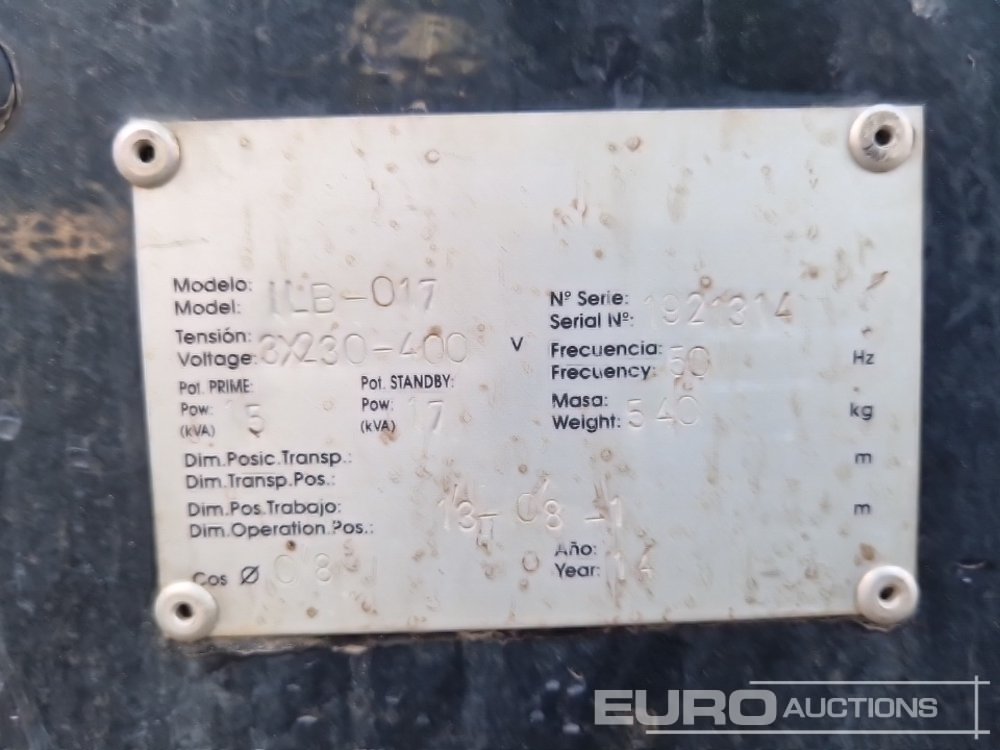 Modelo:
Model: ILB-017
Nº Serie:
Serial Nº: 1921314
Tensión:
Voltage: 3X230-400 V
Frecuencia:
Frecuency: 50 Hz
Pot. PRIME:
Pow: 15
(kVA)
Pot. STANDBY:
Pow: 17
(kVA)
Masa:
Weight: 540 kg
Dim.Posic.Transp.: m
Dim.Transp.Pos.:
Dim.Pos.Trabajo: m
Dim.Operation.Pos.:
Cos Ø 0'8
Año:
Year: 14
EURO AUCTIONS